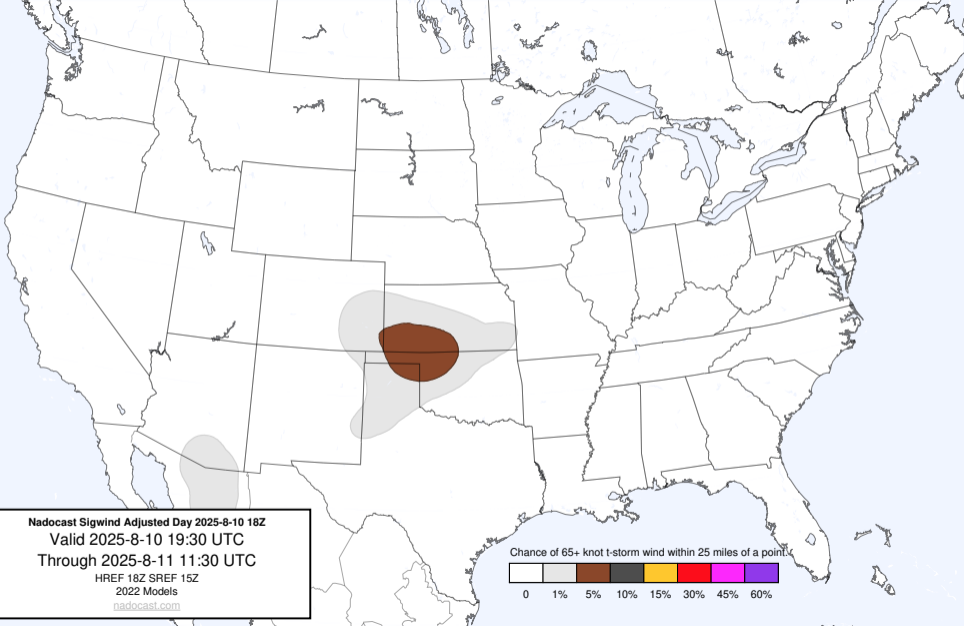 Nadocast Sigwind Adjusted Day 2025-8-10 18Z
Valid 2025-8-10 19:30 UTC
Through 2025-8-11 11:30 UTC
HREF 18Z SREF 15Z
2022 Models
nadocast.com
Chance of 65+ knot t-storm wind within 25 miles of a point.
0 1% 5% 10% 15% 30% 45% 60%